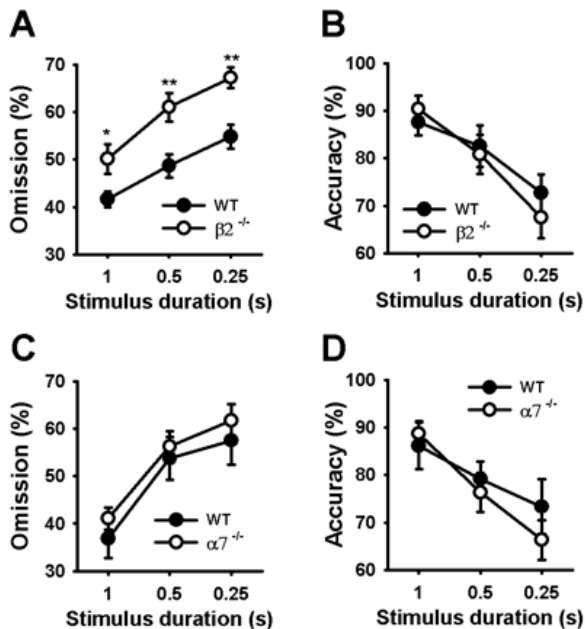 A
Omission (%)
70
60
50
40
30
*
**
**
WT
β2 -/-
1
0.5
0.25
Stimulus duration (s)
B
Accuracy (%)
100
90
80
70
60
WT
β2 -/-
1
0.5
0.25
Stimulus duration (s)
C
Omission (%)
70
60
50
40
30
WT
α7 -/-
1
0.5
0.25
Stimulus duration (s)
D
Accuracy (%)
100
90
80
70
60
WT
α7 -/-
1
0.5
0.25
Stimulus duration (s)